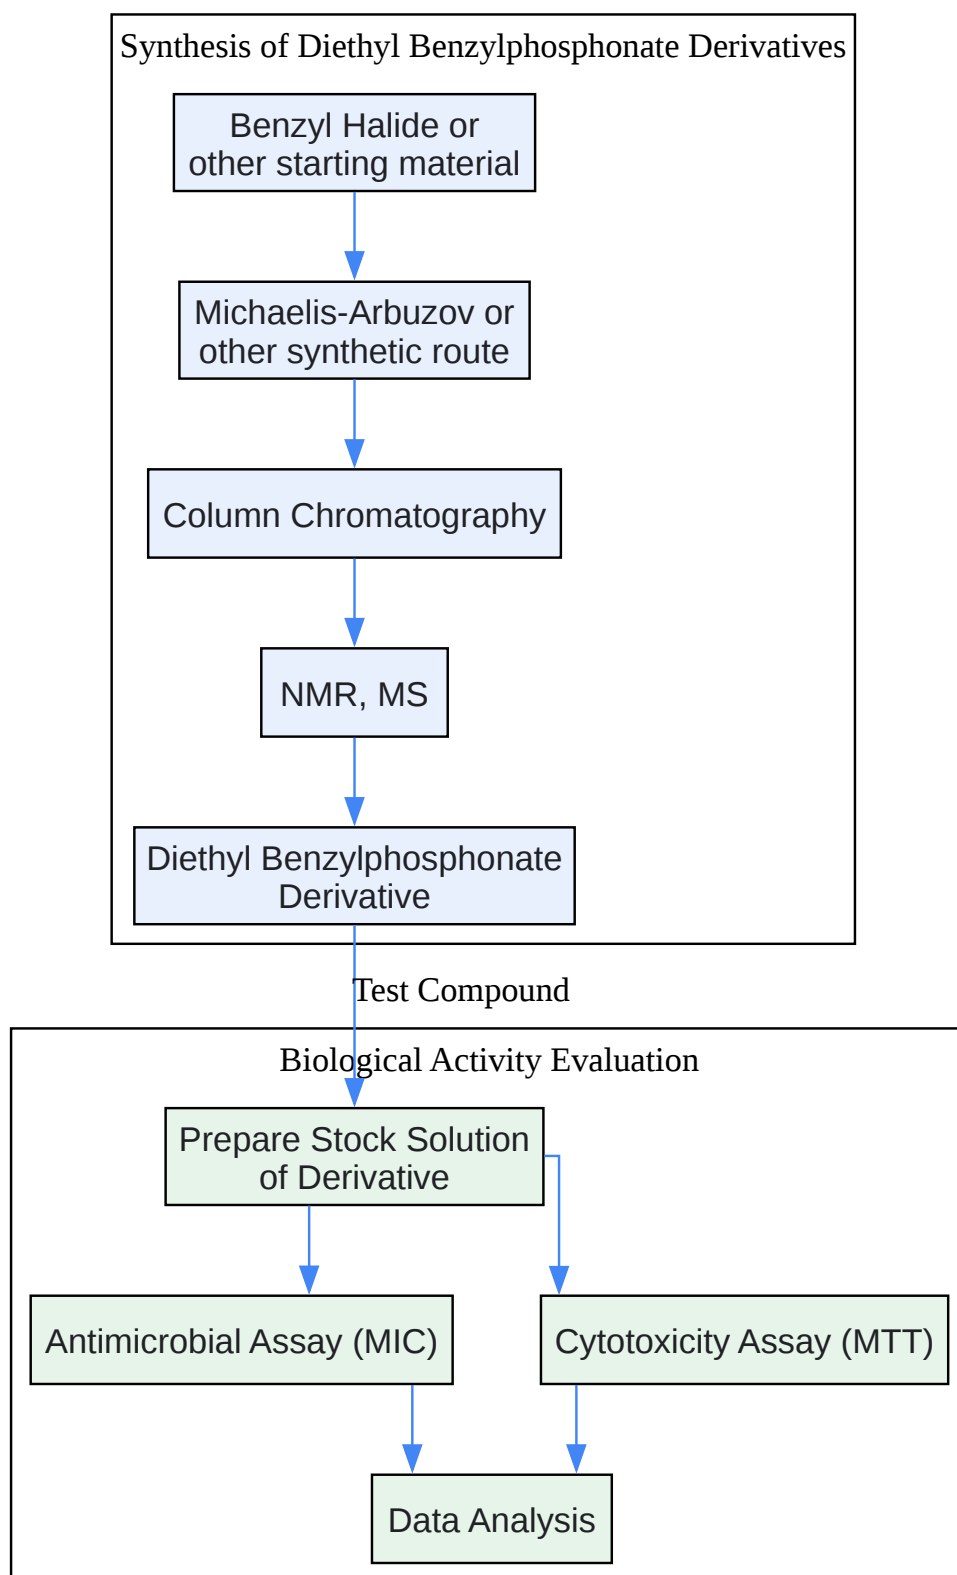 Synthesis of Diethyl Benzylphosphonate Derivatives
Benzyl Halide or
other starting material
Michaelis-Arbuzov or
other synthetic route
Column Chromatography
NMR, MS
Diethyl Benzylphosphonate
Derivative
Test Compound
Biological Activity Evaluation
Prepare Stock Solution
of Derivative
Antimicrobial Assay (MIC)
Cytotoxicity Assay (MTT)
Data Analysis